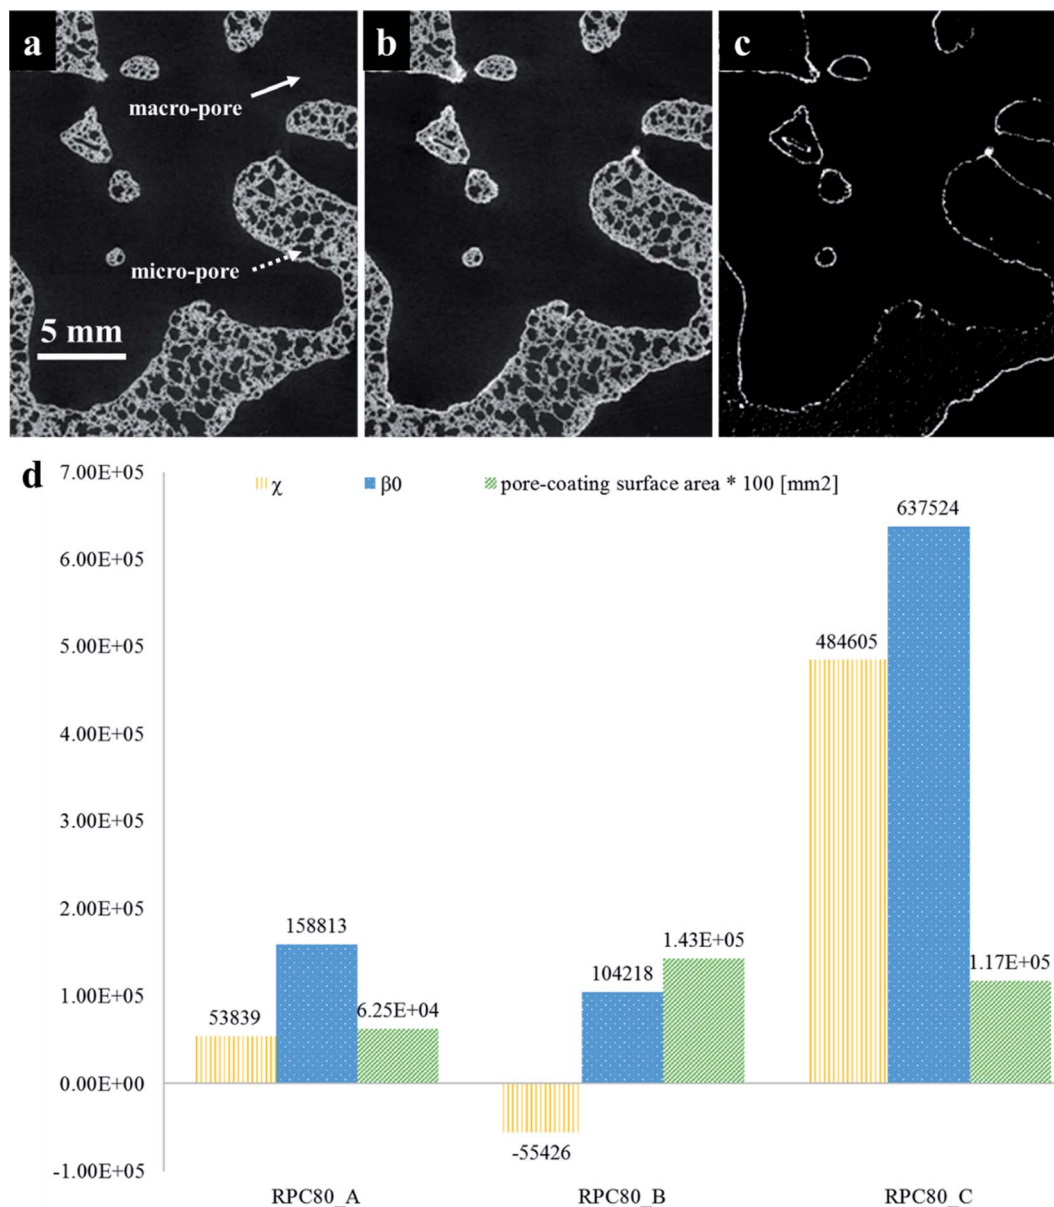 a
b
c
macro-pore
micro-pore
5 mm
d
χ
β0
pore-coating surface area * 100 [mm2]
7.00E+05
6.00E+05
5.00E+05
4.00E+05
3.00E+05
2.00E+05
1.00E+05
0.00E+00
-1.00E+05
53839
158813
6.25E+04
-55426
104218
1.43E+05
484605
637524
1.17E+05
RPC80_A
RPC80_B
RPC80_C